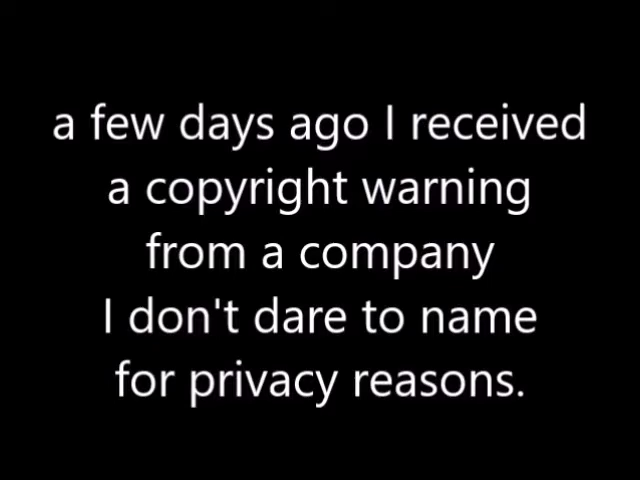 a few days ago I received
a copyright warning
from a company
I don't dare to name
for privacy reasons.